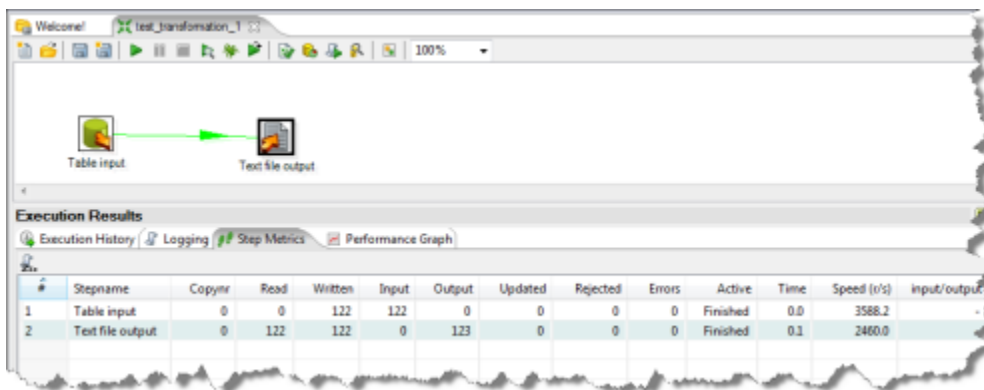 Welcome! test_transformation_1
100%
Table input Text file output
Execution Results
Execution History Logging Step Metrics Performance Graph
# Stepname Copynr Read Written Input Output Updated Rejected Errors Active Time Speed (r/s) input/output
1 Table input 0 0 122 122 0 0 0 0 Finished 0.0 3588.2 -
2 Text file output 0 122 122 0 123 0 0 0 Finished 0.1 2460.0